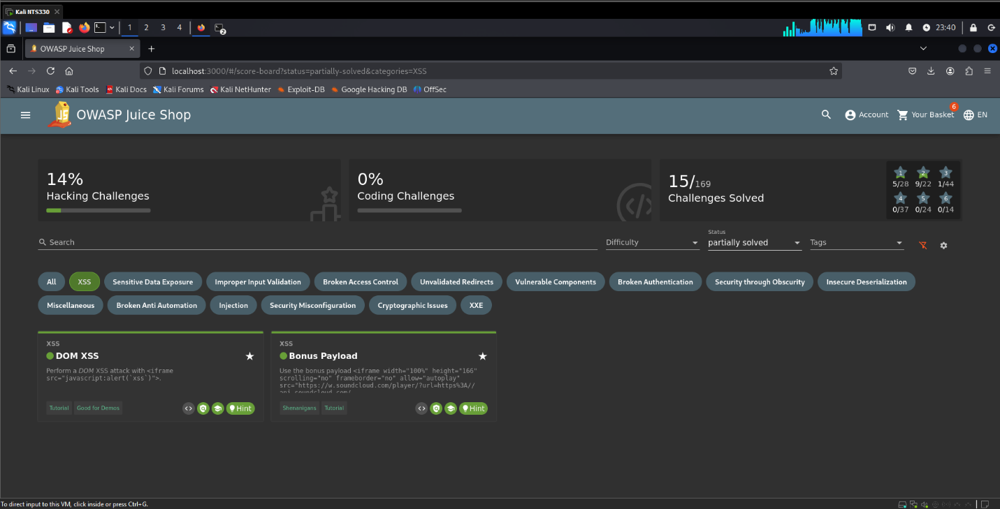 Kali NTS330
1 2 3 4
2
23:40
OWASP Juice Shop
localhost:3000/#/score-board?status=partially-solved&categories=XSS
Kali Linux Kali Tools Kali Docs Kali Forums Kali NetHunter Exploit-DB Google Hacking DB OffSec
JS OWASP Juice Shop Account Your Basket 6 EN
14%
Hacking Challenges
0%
Coding Challenges
15/169
Challenges Solved
1 2 3
5/28 9/22 1/44
4 5 6
0/37 0/24 0/14
Search
Difficulty
Status
partially solved
Tags
All XSS Sensitive Data Exposure Improper Input Validation Broken Access Control Unvalidated Redirects Vulnerable Components Broken Authentication Security through Obscurity Insecure Deserialization
Miscellaneous Broken Anti Automation Injection Security Misconfiguration Cryptographic Issues XXE
XSS
DOM XSS
Perform a DOM XSS attack with <iframe
src="javascript:alert(`xss`)">.
Tutorial Good for Demos <> Hint
XSS
Bonus Payload
Use the bonus payload <iframe width="100%" height="166"
scrolling="no" frameborder="no" allow="autoplay"
src="https://w.soundcloud.com/player/?url=https%3A//
api.soundcloud.com/
Shenanigans Tutorial <> Hint
To direct input to this VM, click inside or press Ctrl+G.